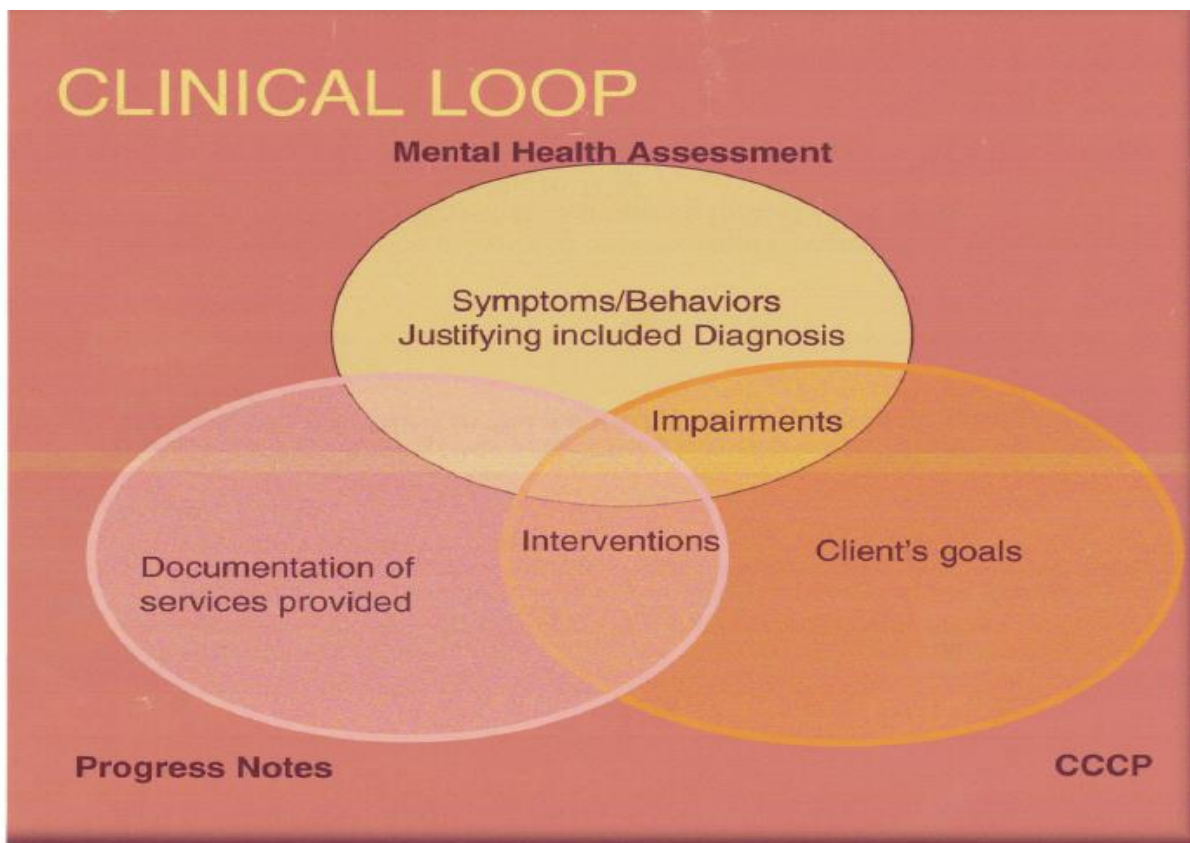 CLINICAL LOOP
Mental Health Assessment
Symptoms/Behaviors
Justifying included Diagnosis
Impairments
Interventions
Client's goals
Documentation of
services provided
Progress Notes
CCCP